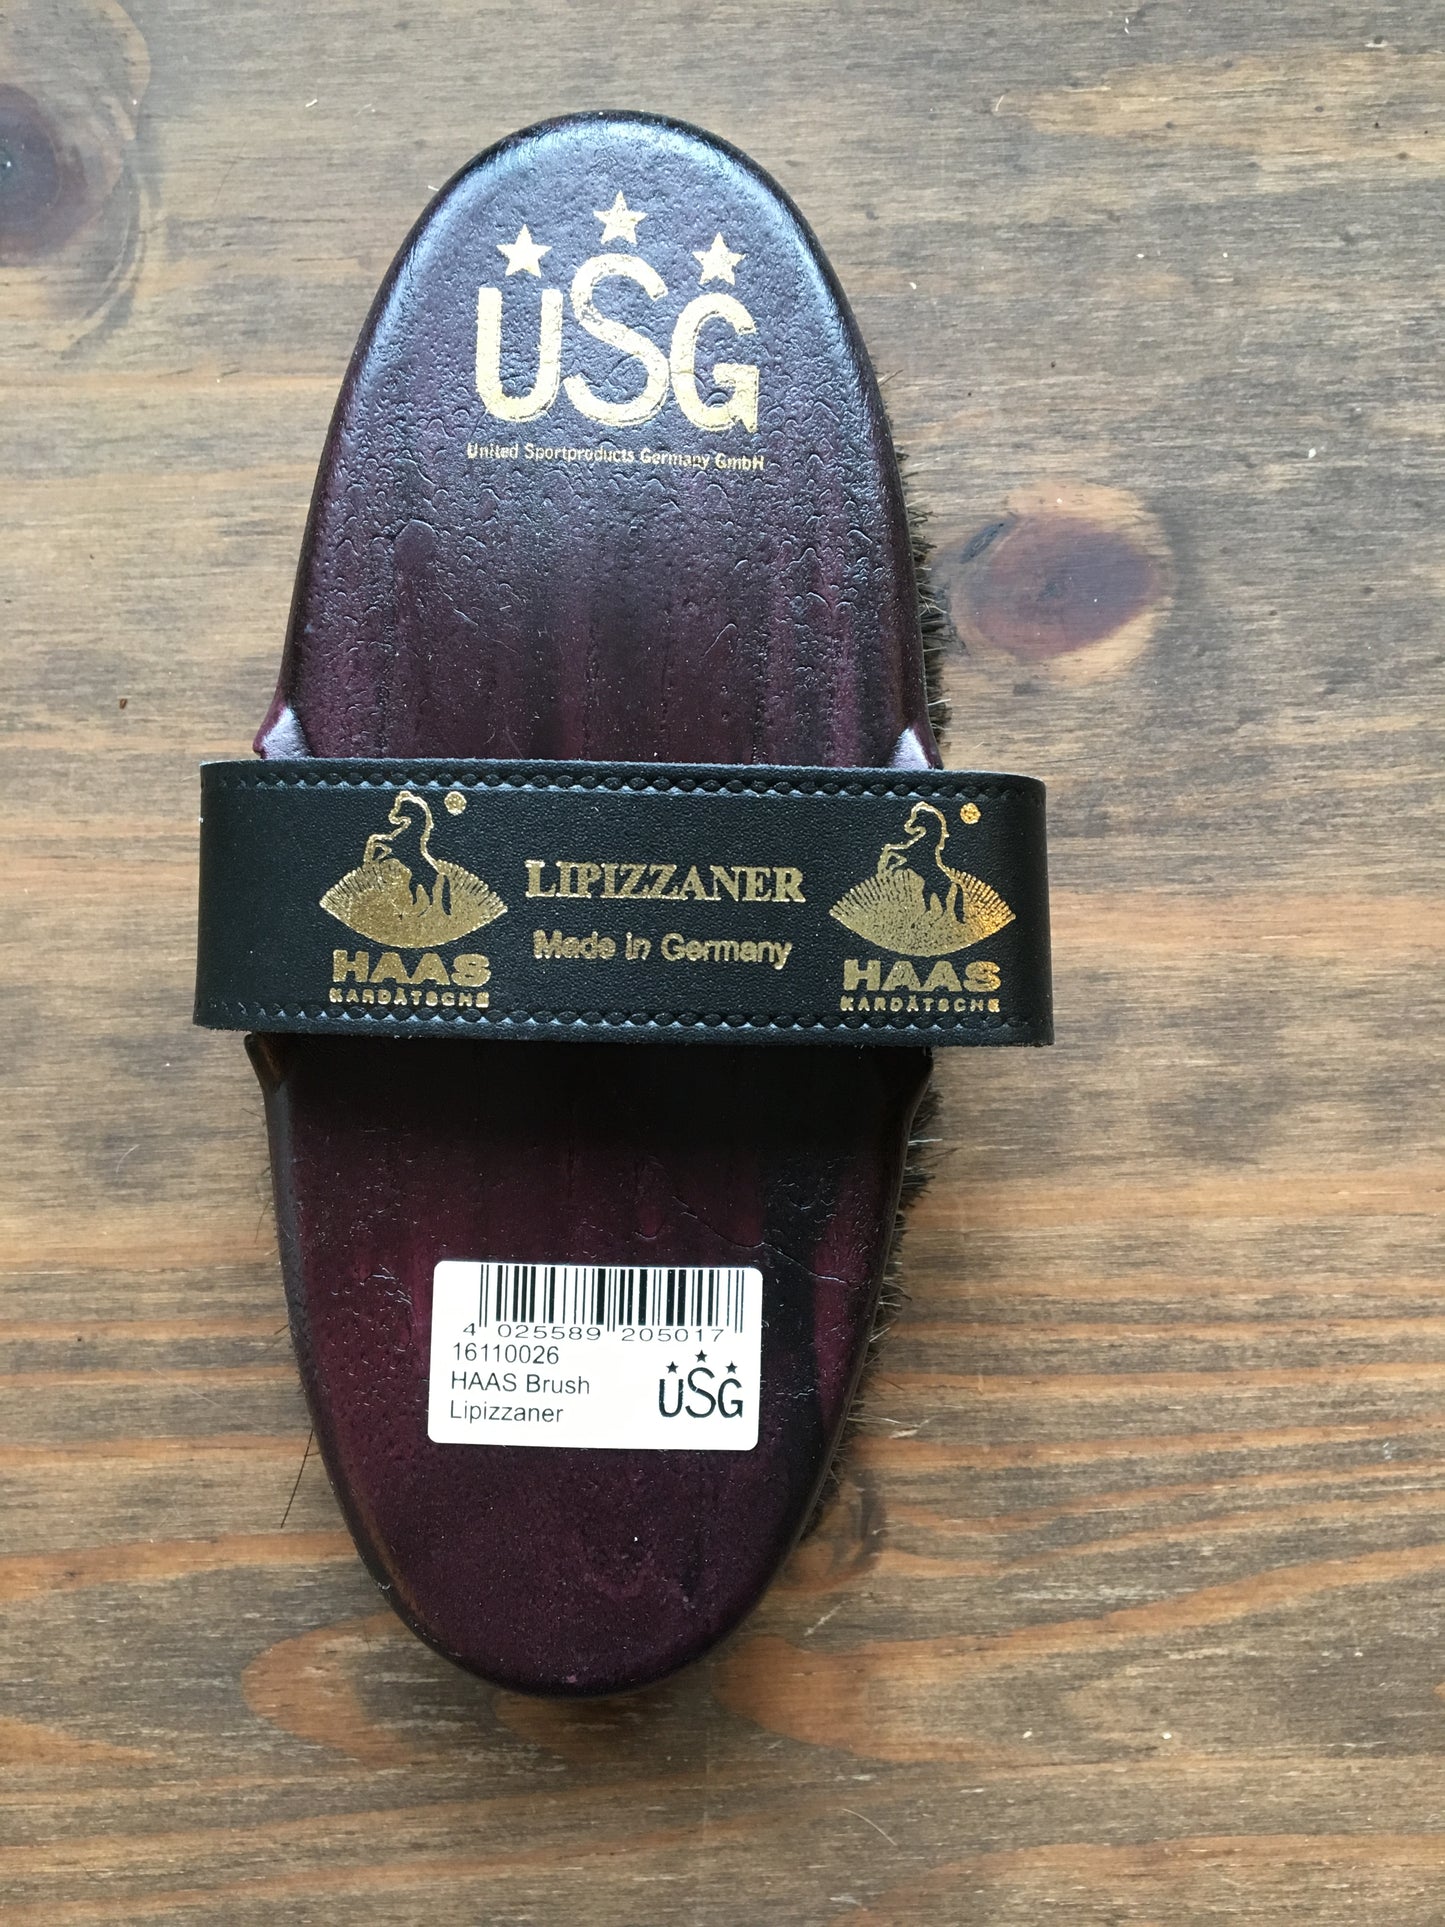 USG
United Sportproducts Germany GmbH
LIPIZZANER
Made in Germany
HAAS
KARDÄTSCHE
HAAS
KARDÄTSCHE
4 025589 205017
16110026
HAAS Brush
Lipizzaner
USG